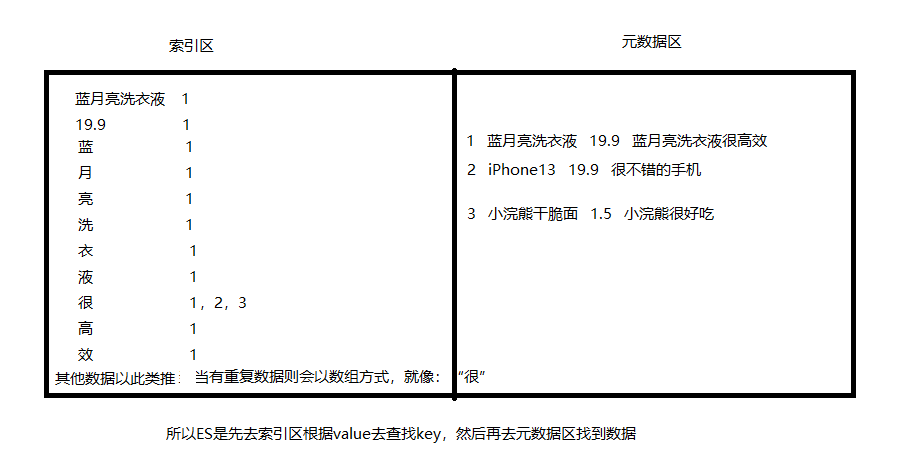 索引区
元数据区
蓝月亮洗衣液 1
19.9 1
蓝 1
月 1
亮 1
洗 1
衣 1
液 1
很 1，2，3
高 1
效 1
其他数据以此类推： 当有重复数据则会以数组方式，就像：“很”
1 蓝月亮洗衣液 19.9 蓝月亮洗衣液很高效
2 iPhone13 19.9 很不错的手机
3 小浣熊干脆面 1.5 小浣熊很好吃
所以ES是先去索引区根据value去查找key，然后再去元数据区找到数据